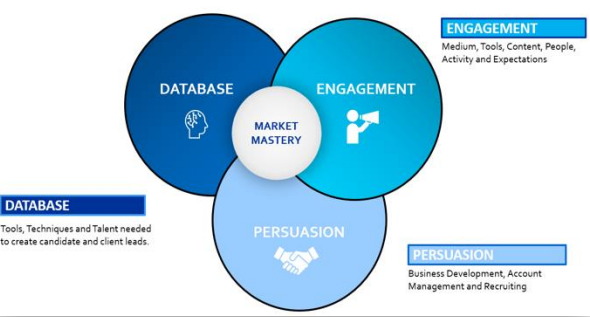 ENGAGEMENT
Medium, Tools, Content, People,
Activity and Expectations
DATABASE
ENGAGEMENT
MARKET
MASTERY
DATABASE
Tools, Techniques and Talent needed
to create candidate and client leads.
PERSUASION
PERSUASION
Business Development, Account
Management and Recruiting